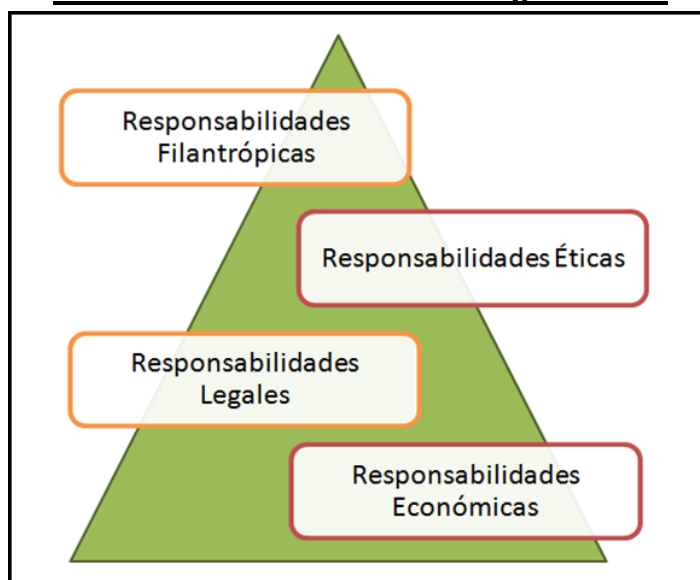 Responsabilidades
Filantrópicas
Responsabilidades Éticas
Responsabilidades
Legales
Responsabilidades
Económicas